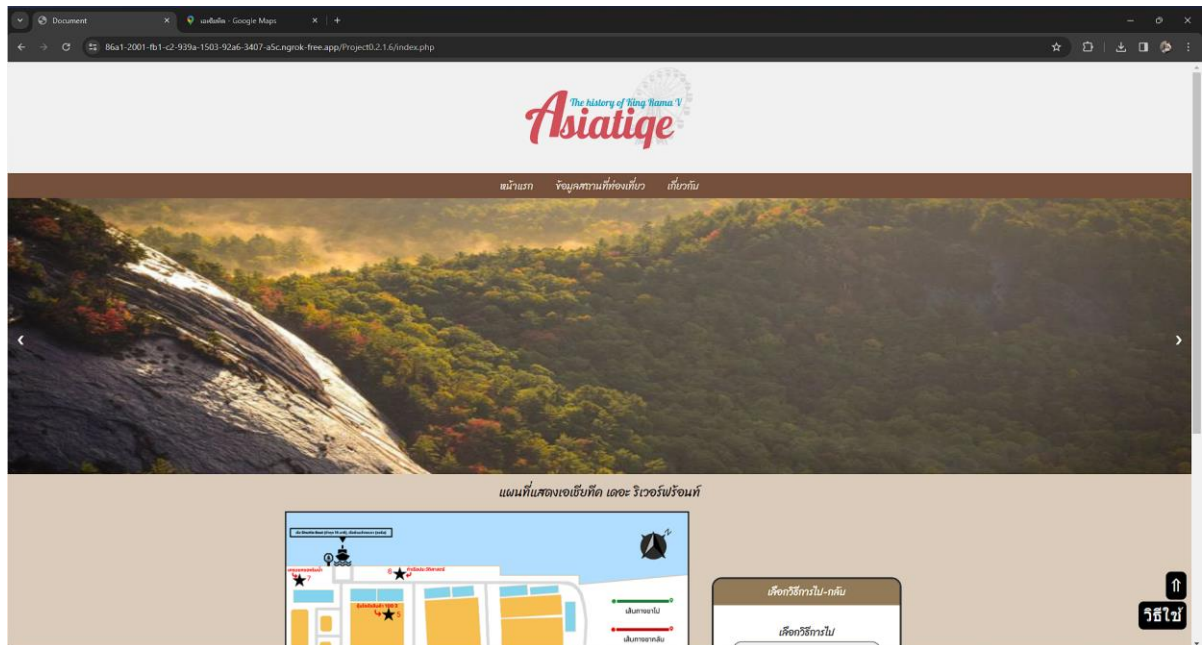 Document
เอเชียทีค - Google Maps
86a1-2001-fb1-c2-939a-1503-92a6-3407-a5c.ngrok-free.app/Project0.2.1.6/index.php
The history of King Rama V
Asiatiqe
หน้าแรก ข้อมูลสถานที่ท่องเที่ยว เกี่ยวกับ
แผนที่แสดงเอเชียทีค เดอะ ริเวอร์ฟร้อนท์
N
7
6
5
เส้นทางขาไป
เส้นทางขากลับ
เลือกวิธีการไป-กลับ
เลือกวิธีการไป
⇑
วิธีใช้